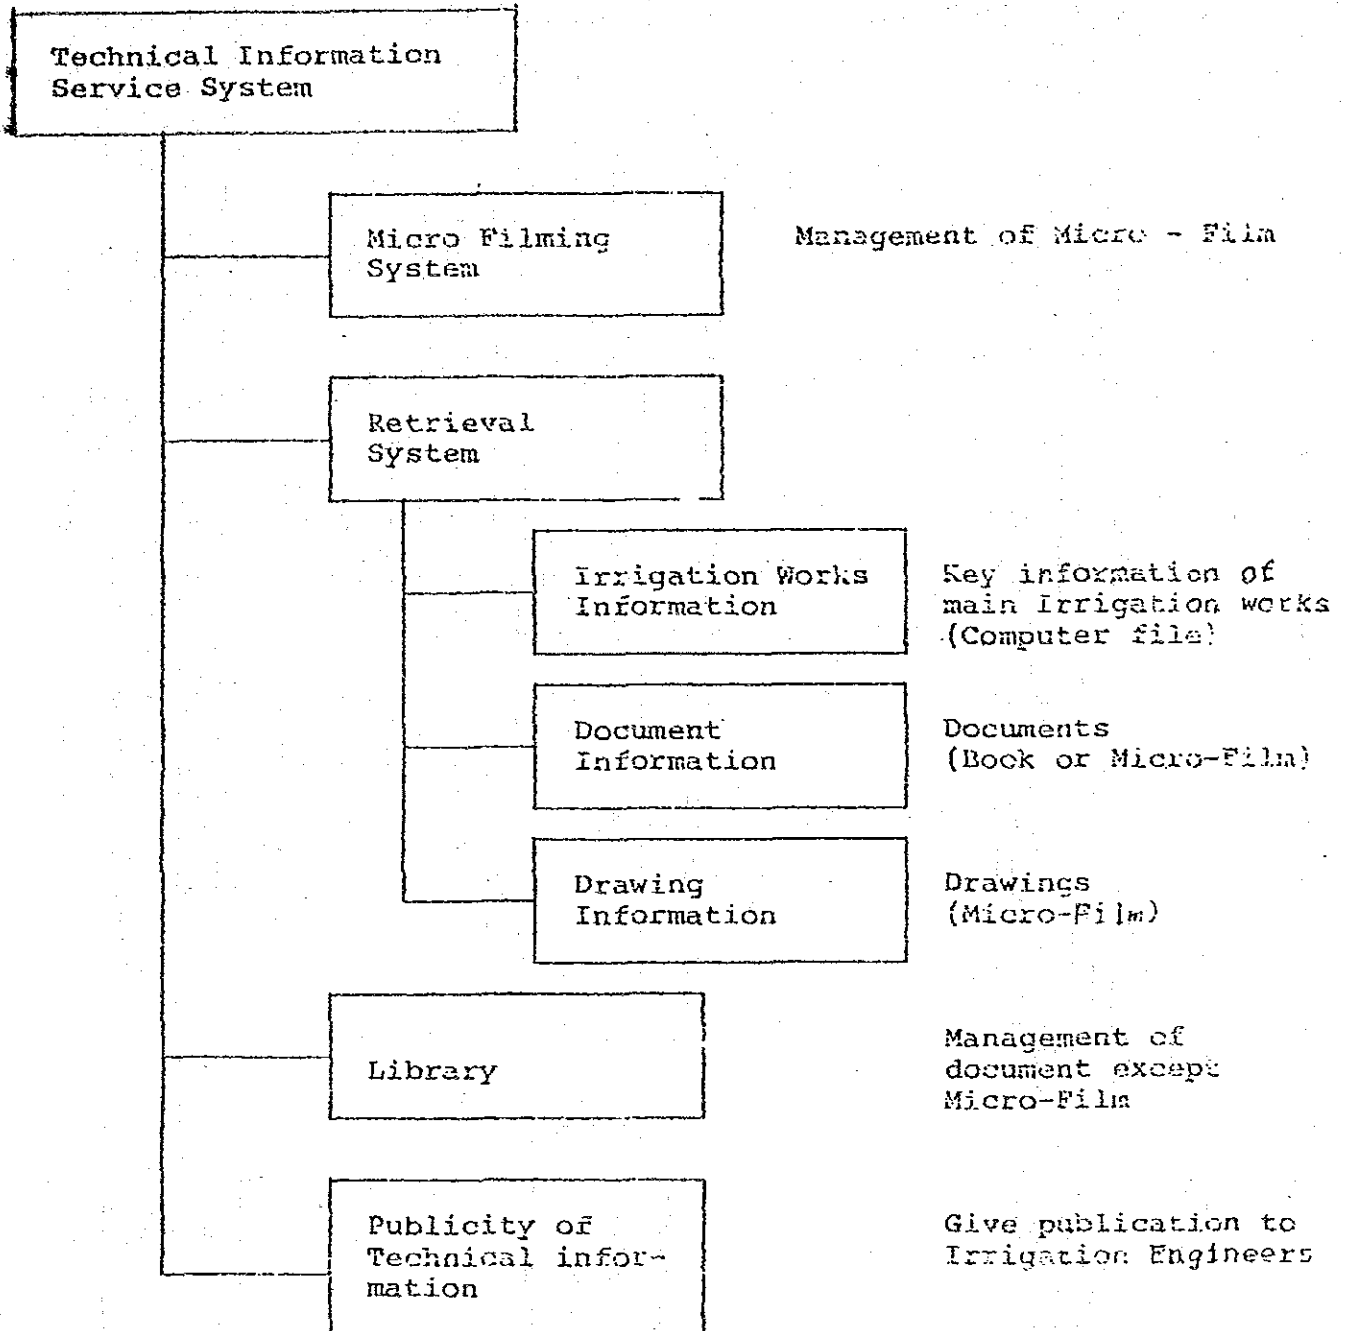 Technical Information
Service System
Micro Filming
System
Management of Micro - Film
Retrieval
System
Irrigation Works
Information
Key information of
main Irrigation works
(Computer file)
Document
Information
Documents
(Book or Micro-Film)
Drawing
Information
Drawings
(Micro-Film)
Library
Management of
document except
Micro-Film
Publicity of
Technical infor-
mation
Give publication to
Irrigation Engineers